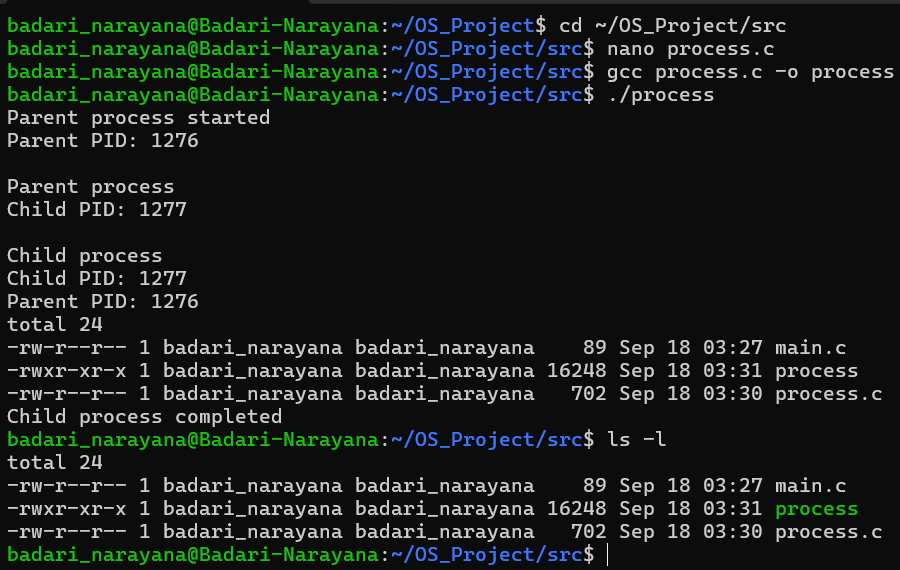 badari_narayana@Badari-Narayana:~/OS_Project$ cd ~/OS_Project/src
badari_narayana@Badari-Narayana:~/OS_Project/src$ nano process.c
badari_narayana@Badari-Narayana:~/OS_Project/src$ gcc process.c -o process
badari_narayana@Badari-Narayana:~/OS_Project/src$ ./process
Parent process started
Parent PID: 1276

Parent process
Child PID: 1277

Child process
Child PID: 1277
Parent PID: 1276
total 24
-rw-r--r-- 1 badari_narayana badari_narayana    89 Sep 18 03:27 main.c
-rwxr-xr-x 1 badari_narayana badari_narayana 16248 Sep 18 03:31 process
-rw-r--r-- 1 badari_narayana badari_narayana   702 Sep 18 03:30 process.c
Child process completed
badari_narayana@Badari-Narayana:~/OS_Project/src$ ls -l
total 24
-rw-r--r-- 1 badari_narayana badari_narayana    89 Sep 18 03:27 main.c
-rwxr-xr-x 1 badari_narayana badari_narayana 16248 Sep 18 03:31 process
-rw-r--r-- 1 badari_narayana badari_narayana   702 Sep 18 03:30 process.c
badari_narayana@Badari-Narayana:~/OS_Project/src$